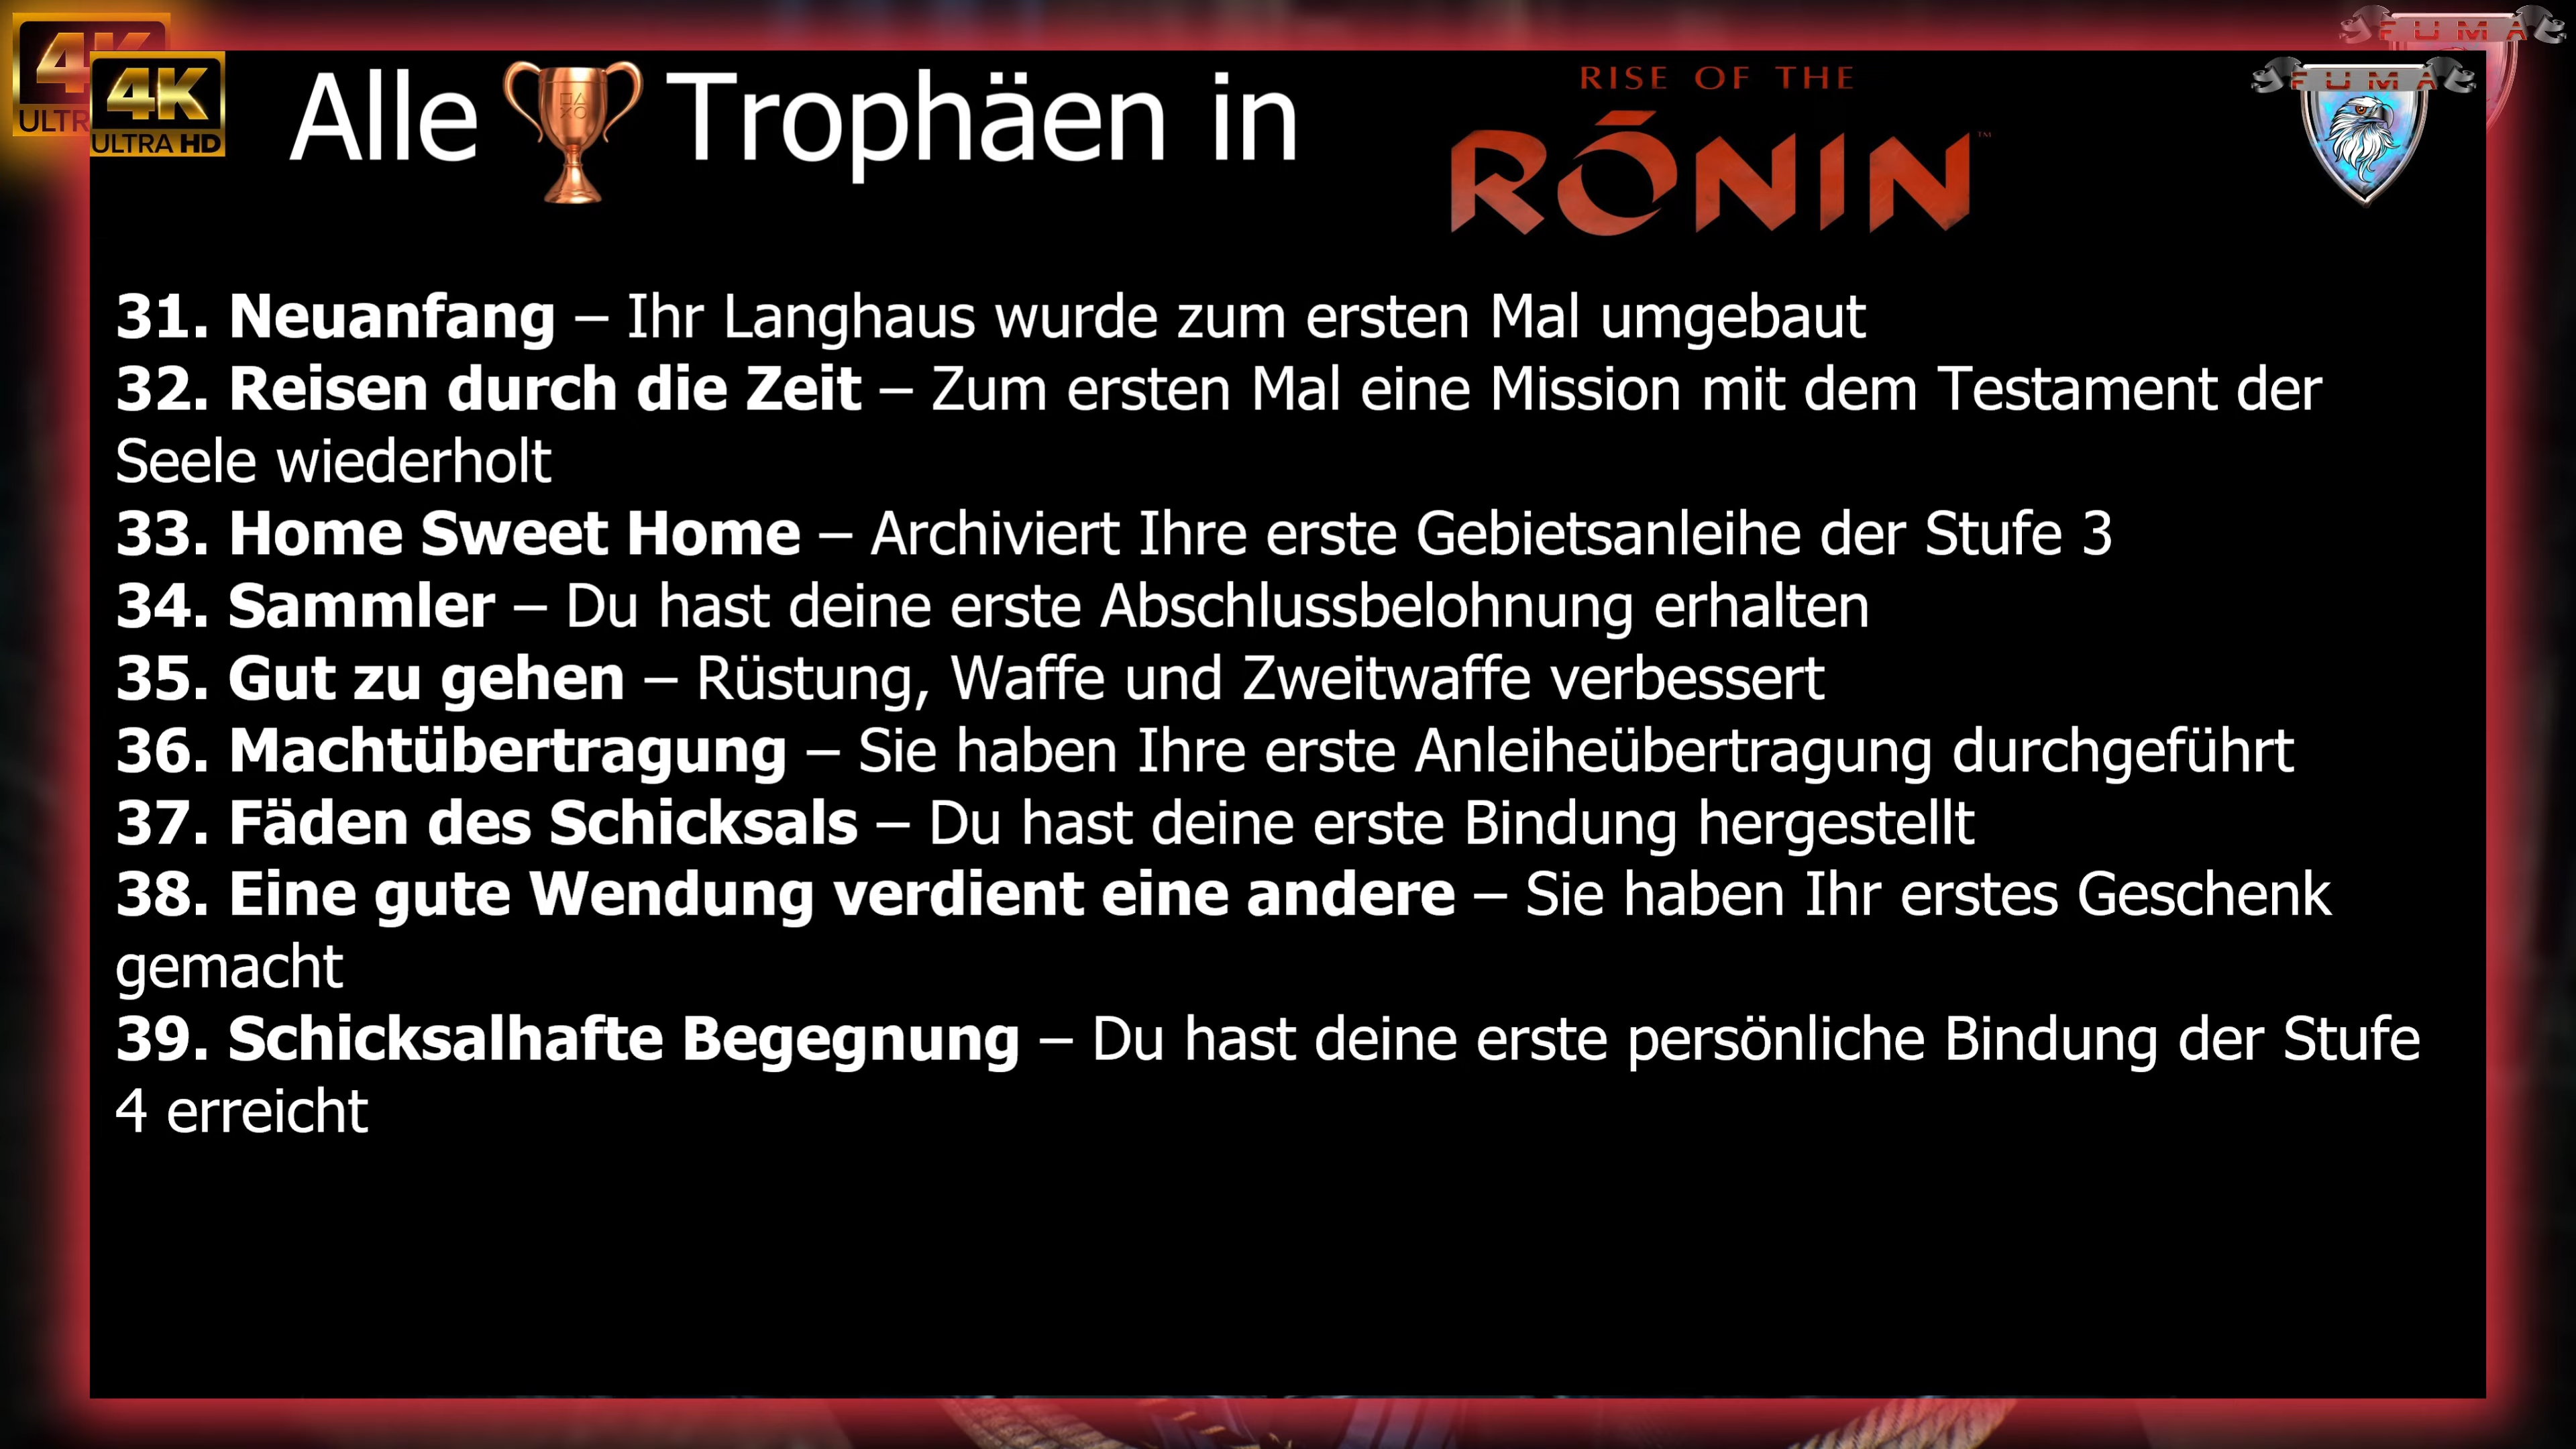 4K
ULTR
4K
ULTRA HD
Alle Trophäen in
RISE OF THE
RŌNIN™
FUMA
FUMA
31. Neuanfang – Ihr Langhaus wurde zum ersten Mal umgebaut
32. Reisen durch die Zeit – Zum ersten Mal eine Mission mit dem Testament der
Seele wiederholt
33. Home Sweet Home – Archiviert Ihre erste Gebietsanleihe der Stufe 3
34. Sammler – Du hast deine erste Abschlussbelohnung erhalten
35. Gut zu gehen – Rüstung, Waffe und Zweitwaffe verbessert
36. Machtübertragung – Sie haben Ihre erste Anleiheübertragung durchgeführt
37. Fäden des Schicksals – Du hast deine erste Bindung hergestellt
38. Eine gute Wendung verdient eine andere – Sie haben Ihr erstes Geschenk
gemacht
39. Schicksalhafte Begegnung – Du hast deine erste persönliche Bindung der Stufe
4 erreicht